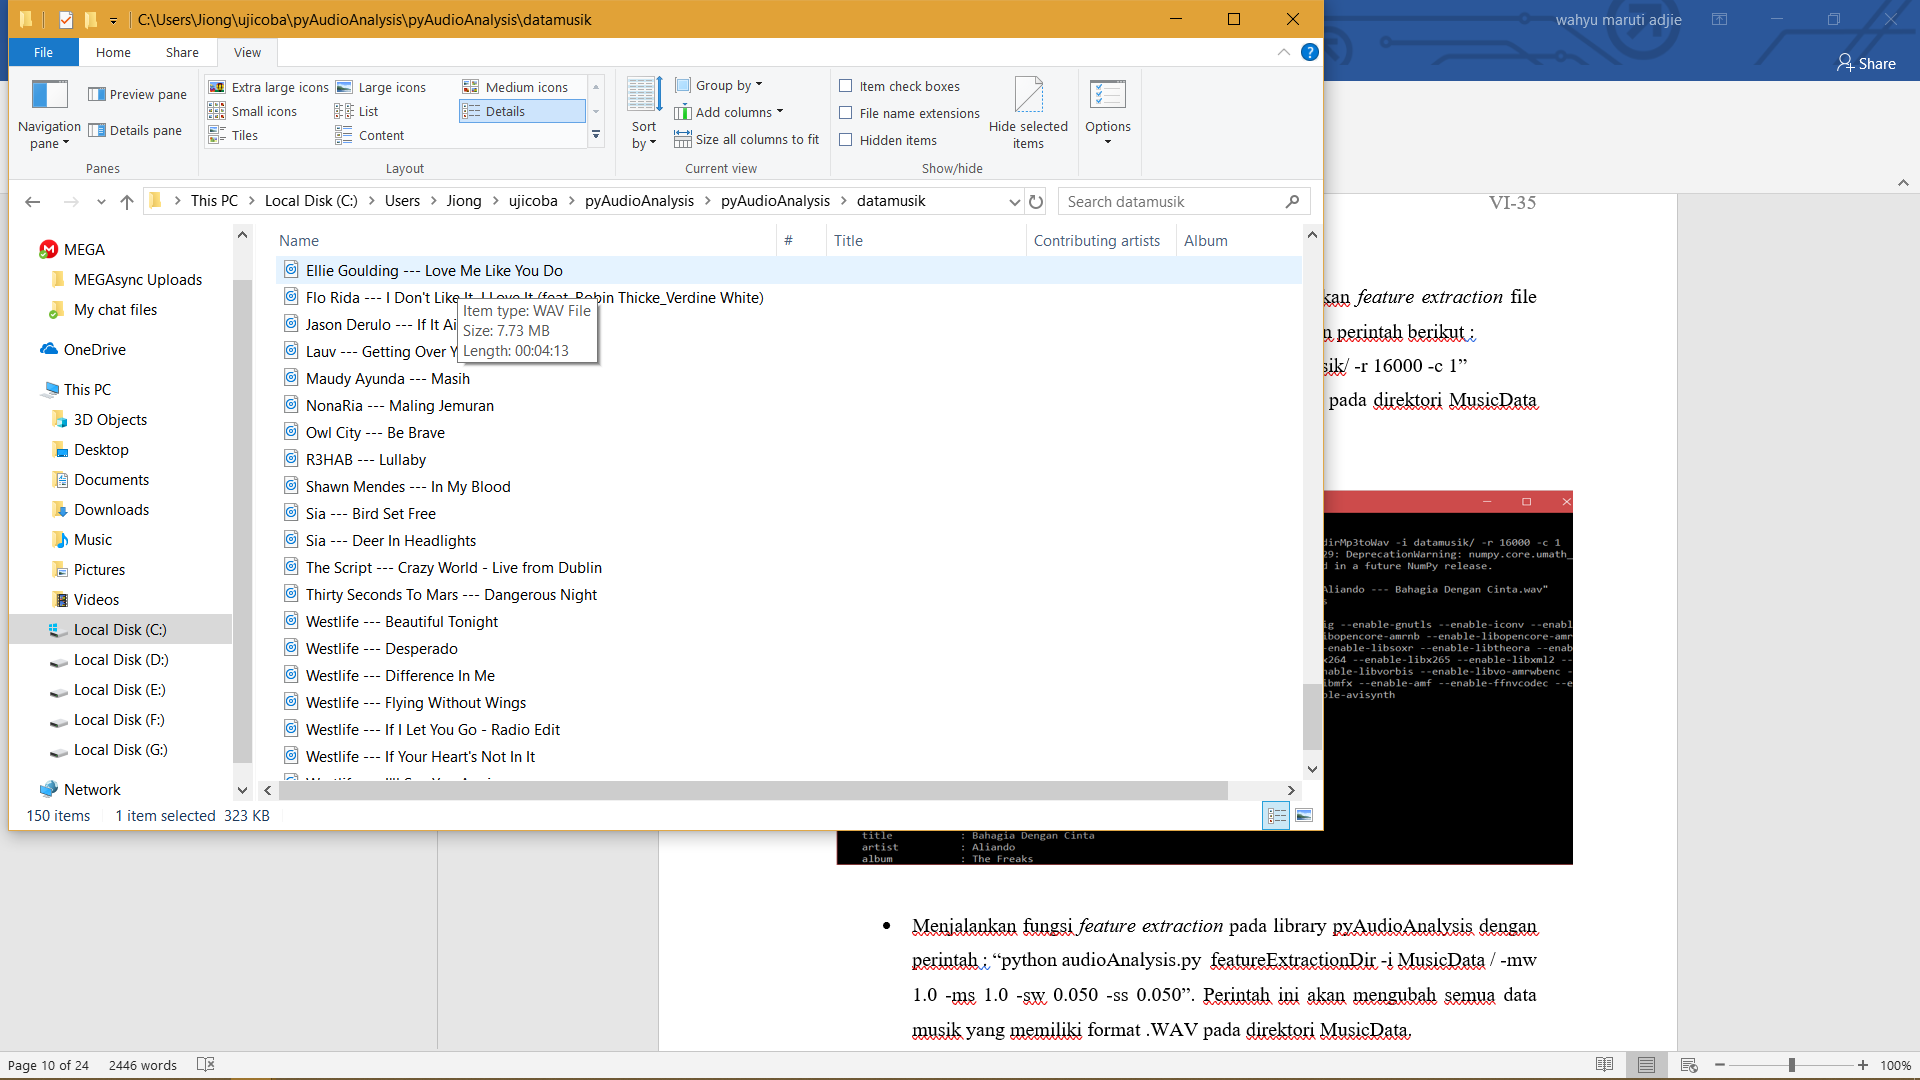 C:\Users\Jiong\ujicoba\pyAudioAnalysis\pyAudioAnalysis\datamusik
wahyu maruti adjie
File Home Share View
Share
Navigation pane
Preview pane
Details pane
Panes
Extra large icons Large icons Medium icons
Small icons List Details
Tiles Content
Layout
Sort by
Group by
Add columns
Size all columns to fit
Current view
Item check boxes
File name extensions
Hidden items
Hide selected items
Show/hide
Options
This PC Local Disk (C:) Users Jiong ujicoba pyAudioAnalysis pyAudioAnalysis datamusik
Search datamusik
MEGA
MEGAsync Uploads
My chat files
OneDrive
This PC
3D Objects
Desktop
Documents
Downloads
Music
Pictures
Videos
Local Disk (C:)
Local Disk (D:)
Local Disk (E:)
Local Disk (F:)
Local Disk (G:)
Network
Name # Title Contributing artists Album
Ellie Goulding --- Love Me Like You Do
Flo Rida --- I Don't Like It, I Love It (feat. Robin Thicke_Verdine White)
Jason Derulo --- If It Ai
Lauv --- Getting Over Y
Item type: WAV File
Size: 7.73 MB
Length: 00:04:13
Maudy Ayunda --- Masih
NonaRia --- Maling Jemuran
Owl City --- Be Brave
R3HAB --- Lullaby
Shawn Mendes --- In My Blood
Sia --- Bird Set Free
Sia --- Deer In Headlights
The Script --- Crazy World - Live from Dublin
Thirty Seconds To Mars --- Dangerous Night
Westlife --- Beautiful Tonight
Westlife --- Desperado
Westlife --- Difference In Me
Westlife --- Flying Without Wings
Westlife --- If I Let You Go - Radio Edit
Westlife --- If Your Heart's Not In It
150 items 1 item selected 323 KB
VI-35
kan feature extraction file
n perintah berikut :
sik/ -r 16000 -c 1”
pada direktori MusicData
dirMp3toWav -i datamusik/ -r 16000 -c 1
29: DeprecationWarning: numpy.core.umath_
d in a future NumPy release.
Aliando --- Bahagia Dengan Cinta.wav"
s
ig --enable-gnutls --enable-iconv --enabl
ibopencore-amrnb --enable-libopencore-amr
-enable-libsoxr --enable-libtheora --enab
x264 --enable-libx265 --enable-libxml2 --
nable-libvorbis --enable-libvo-amrwbenc --
ibmfx --enable-amf --enable-ffnvcodec --e
ble-avisynth
title : Bahagia Dengan Cinta
artist : Aliando
album : The Freaks
• Menjalankan fungsi feature extraction pada library pyAudioAnalysis dengan
perintah : “python audioAnalysis.py featureExtractionDir -i MusicData / -mw
1.0 -ms 1.0 -sw 0.050 -ss 0.050”. Perintah ini akan mengubah semua data
musik yang memiliki format .WAV pada direktori MusicData.
Page 10 of 24 2446 words
100%